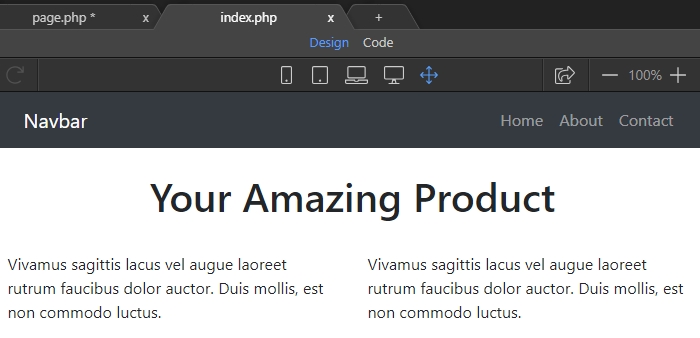 page.php * x index.php x +
Design Code
100%
Navbar Home About Contact
Your Amazing Product
Vivamus sagittis lacus vel augue laoreet
rutrum faucibus dolor auctor. Duis mollis, est
non commodo luctus.
Vivamus sagittis lacus vel augue laoreet
rutrum faucibus dolor auctor. Duis mollis, est
non commodo luctus.